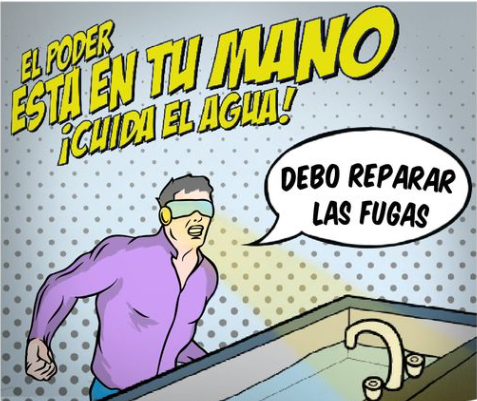 EL PODER
ESTA EN TU MANO
¡CUIDA EL AGUA!
DEBO REPARAR
LAS FUGAS